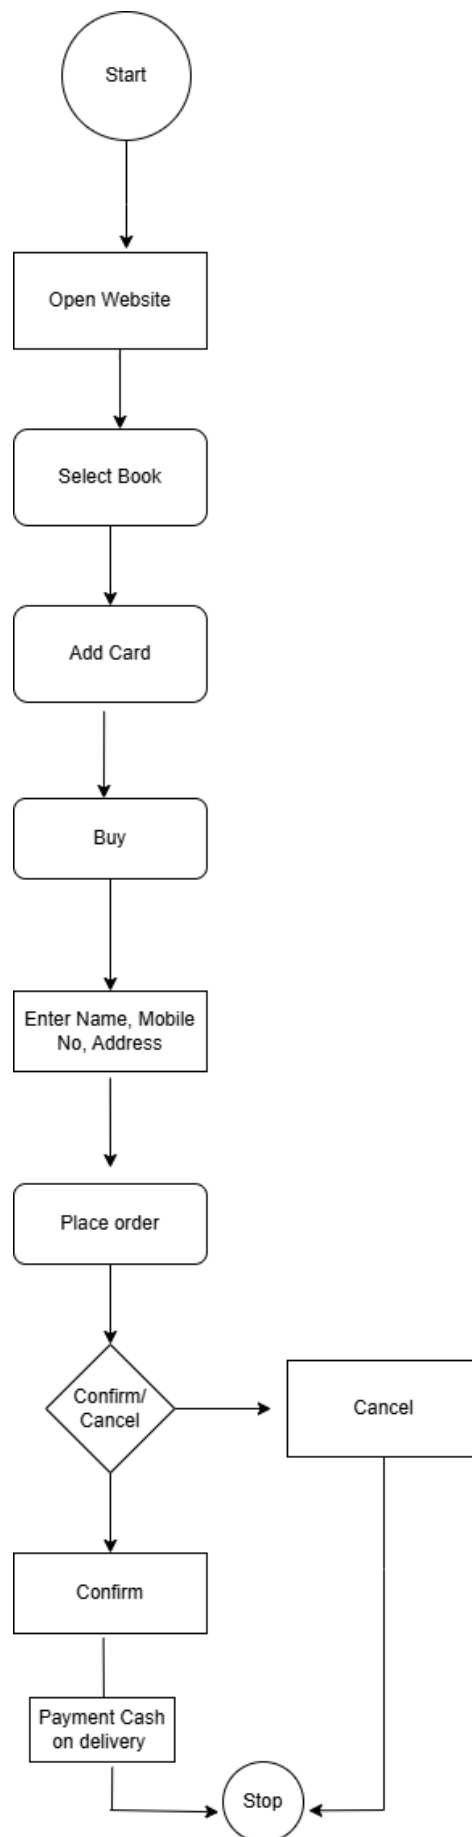 Start
Open Website
Select Book
Add Card
Buy
Enter Name, Mobile
No, Address
Place order
Confirm/
Cancel
Cancel
Confirm
Payment Cash
on delivery
Stop